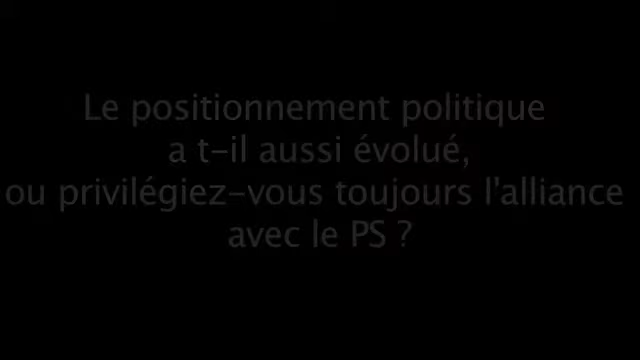 Le positionnement politique
a t-il aussi évolué,
ou privilégiez-vous toujours l'alliance
avec le PS ?